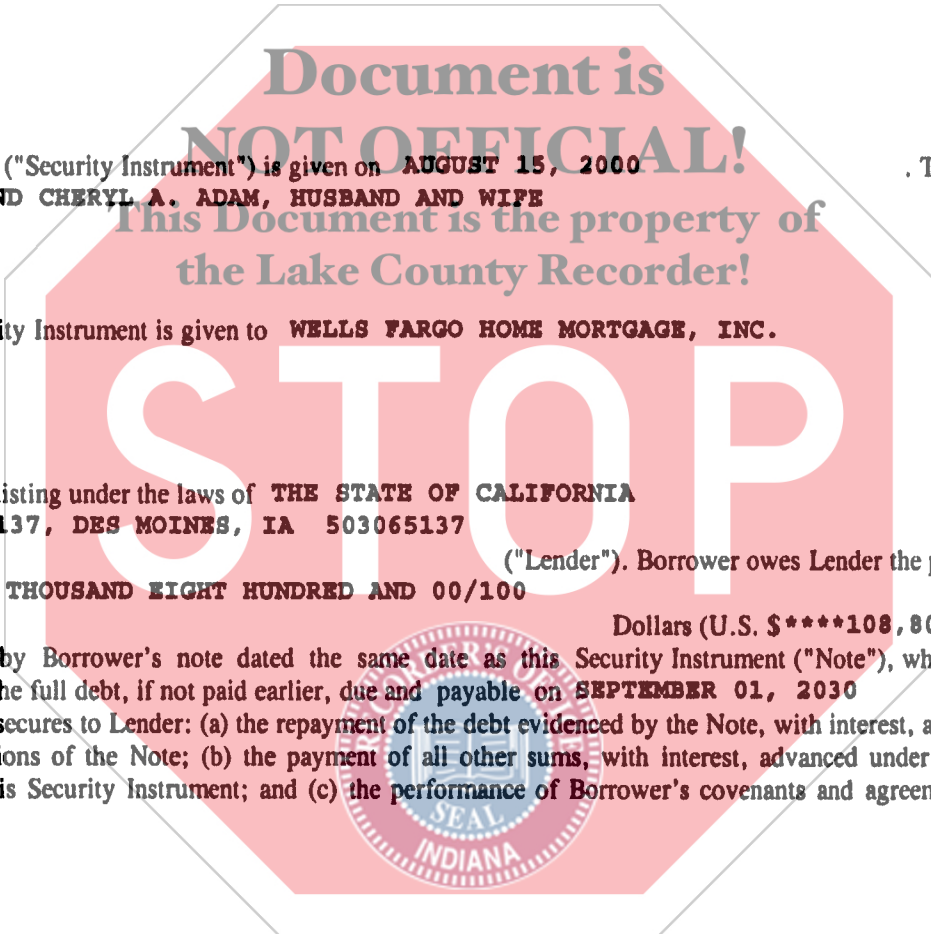 Document is
NOT OFFICIAL!
("Security Instrument") is given on AUGUST 15, 2000 . T
ND CHERYL A. ADAM, HUSBAND AND WIFE
This Document is the property of
the Lake County Recorder!
ity Instrument is given to WELLS FARGO HOME MORTGAGE, INC.
STOP
isting under the laws of THE STATE OF CALIFORNIA
137, DES MOINES, IA 503065137
("Lender"). Borrower owes Lender the p
THOUSAND EIGHT HUNDRED AND 00/100
Dollars (U.S. $****108,80
by Borrower's note dated the same date as this Security Instrument ("Note"), wh
he full debt, if not paid earlier, due and payable on SEPTEMBER 01, 2030
secures to Lender: (a) the repayment of the debt evidenced by the Note, with interest, a
ions of the Note; (b) the payment of all other sums, with interest, advanced under
is Security Instrument; and (c) the performance of Borrower's covenants and agreen
RECORDER'S OFFICE
SEAL
INDIANA